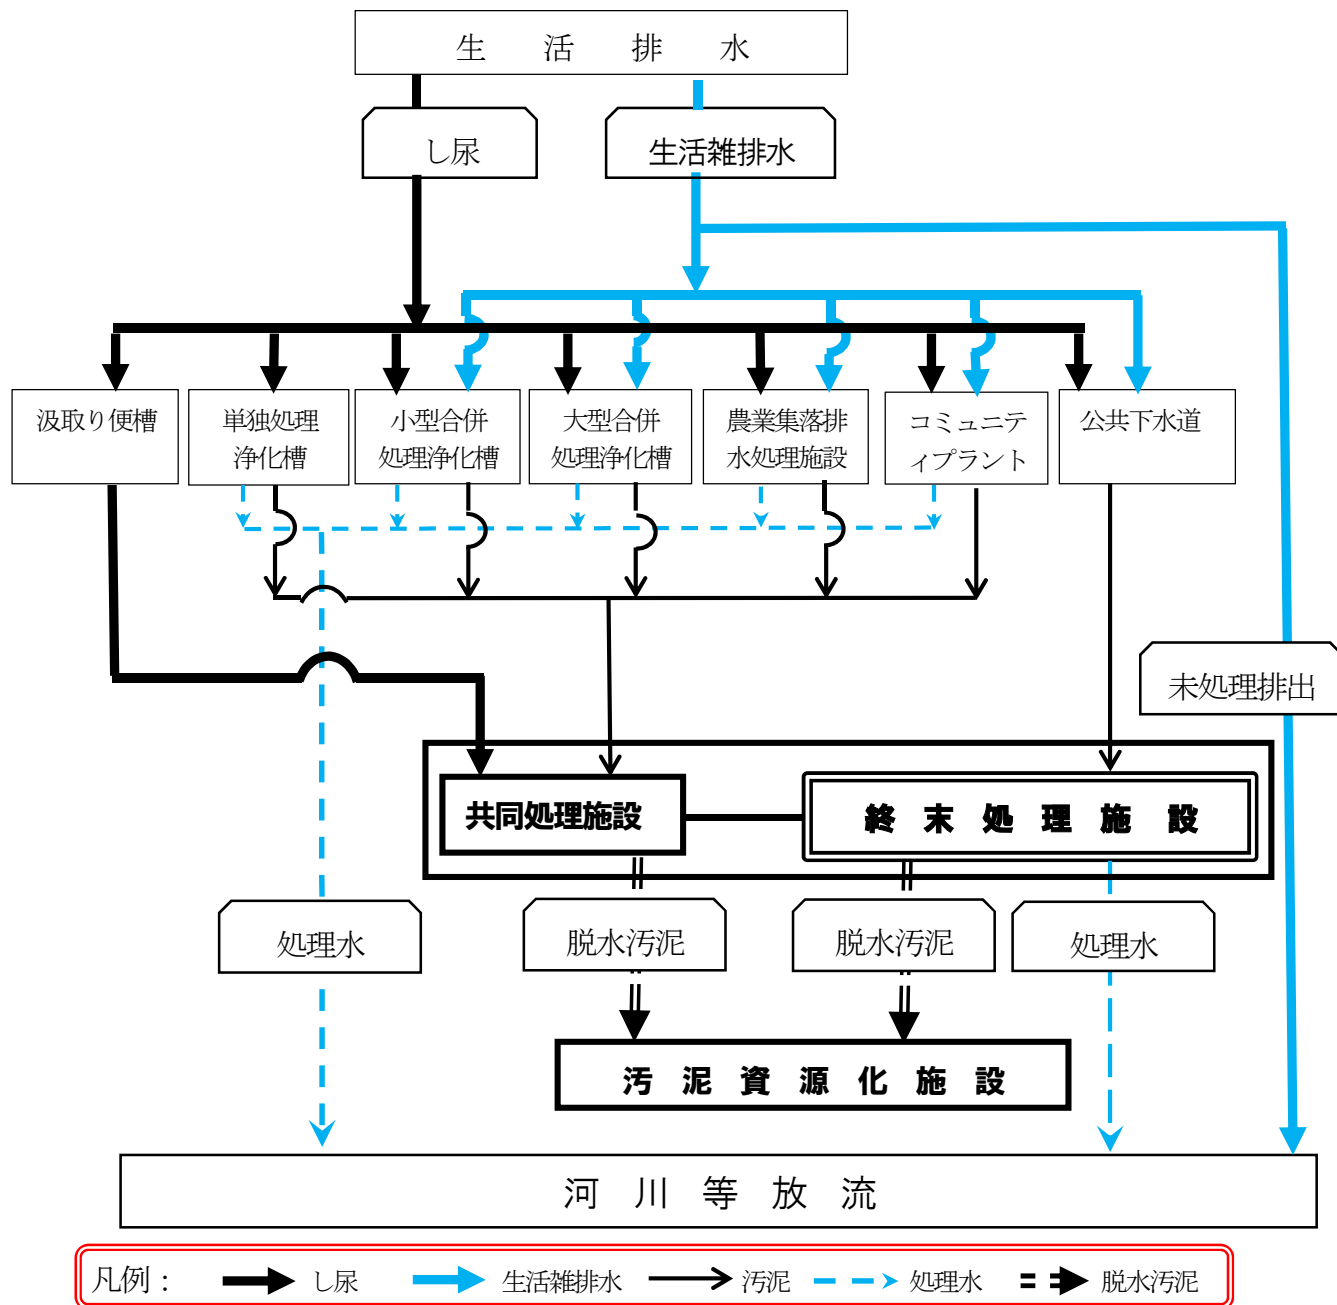 生活排水
し尿
生活雑排水
汲取り便槽
単独処理
浄化槽
小型合併
処理浄化槽
大型合併
処理浄化槽
農業集落排
水処理施設
コミュニテ
ィプラント
公共下水道
未処理排出
共同処理施設
終末処理施設
処理水
脱水汚泥
脱水汚泥
処理水
汚泥資源化施設
河川等放流
凡例： し尿 生活雑排水 汚泥 処理水 脱水汚泥